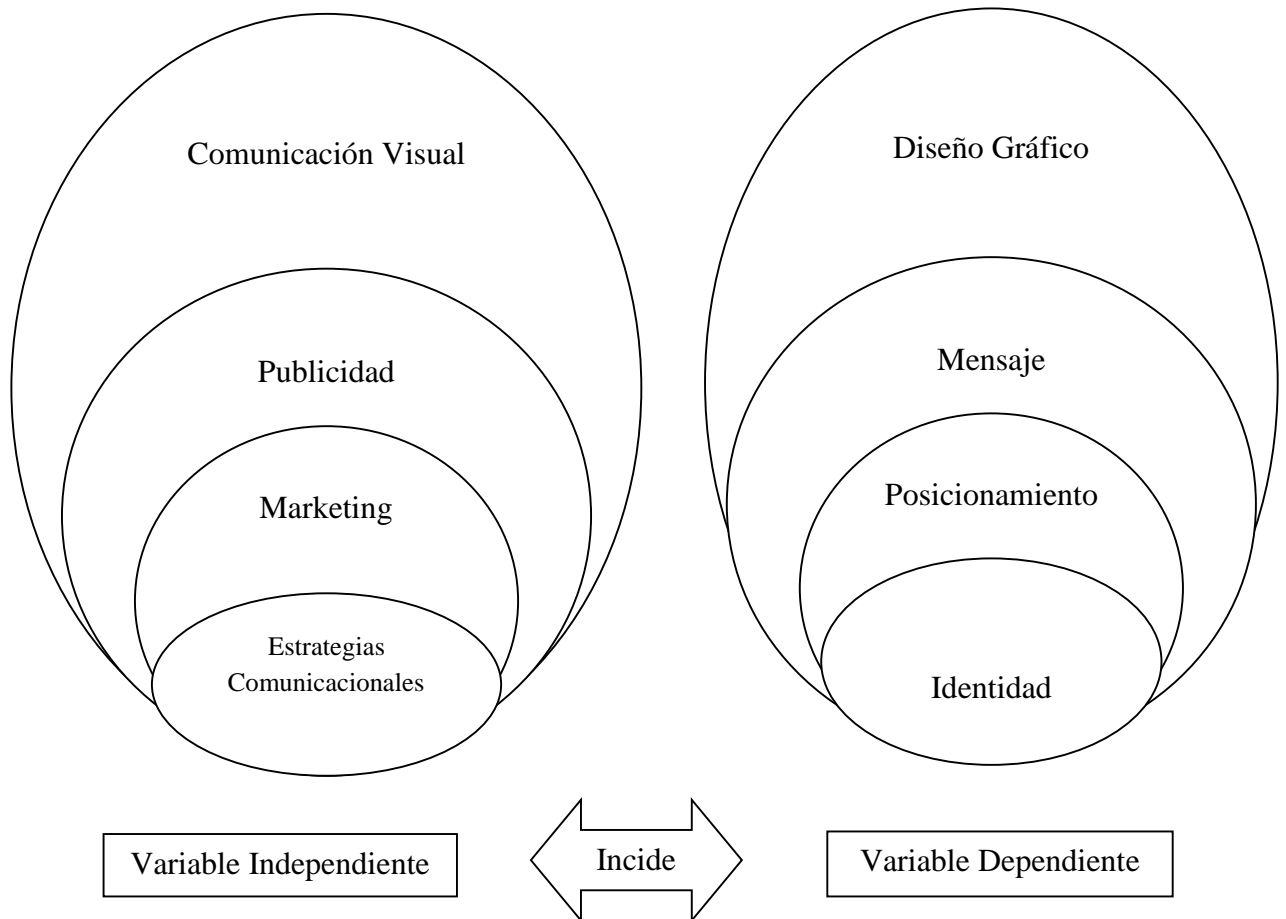 Comunicación Visual
Publicidad
Marketing
Estrategias
Comunicacionales
Diseño Gráfico
Mensaje
Posicionamiento
Identidad
Variable Independiente
Incide
Variable Dependiente